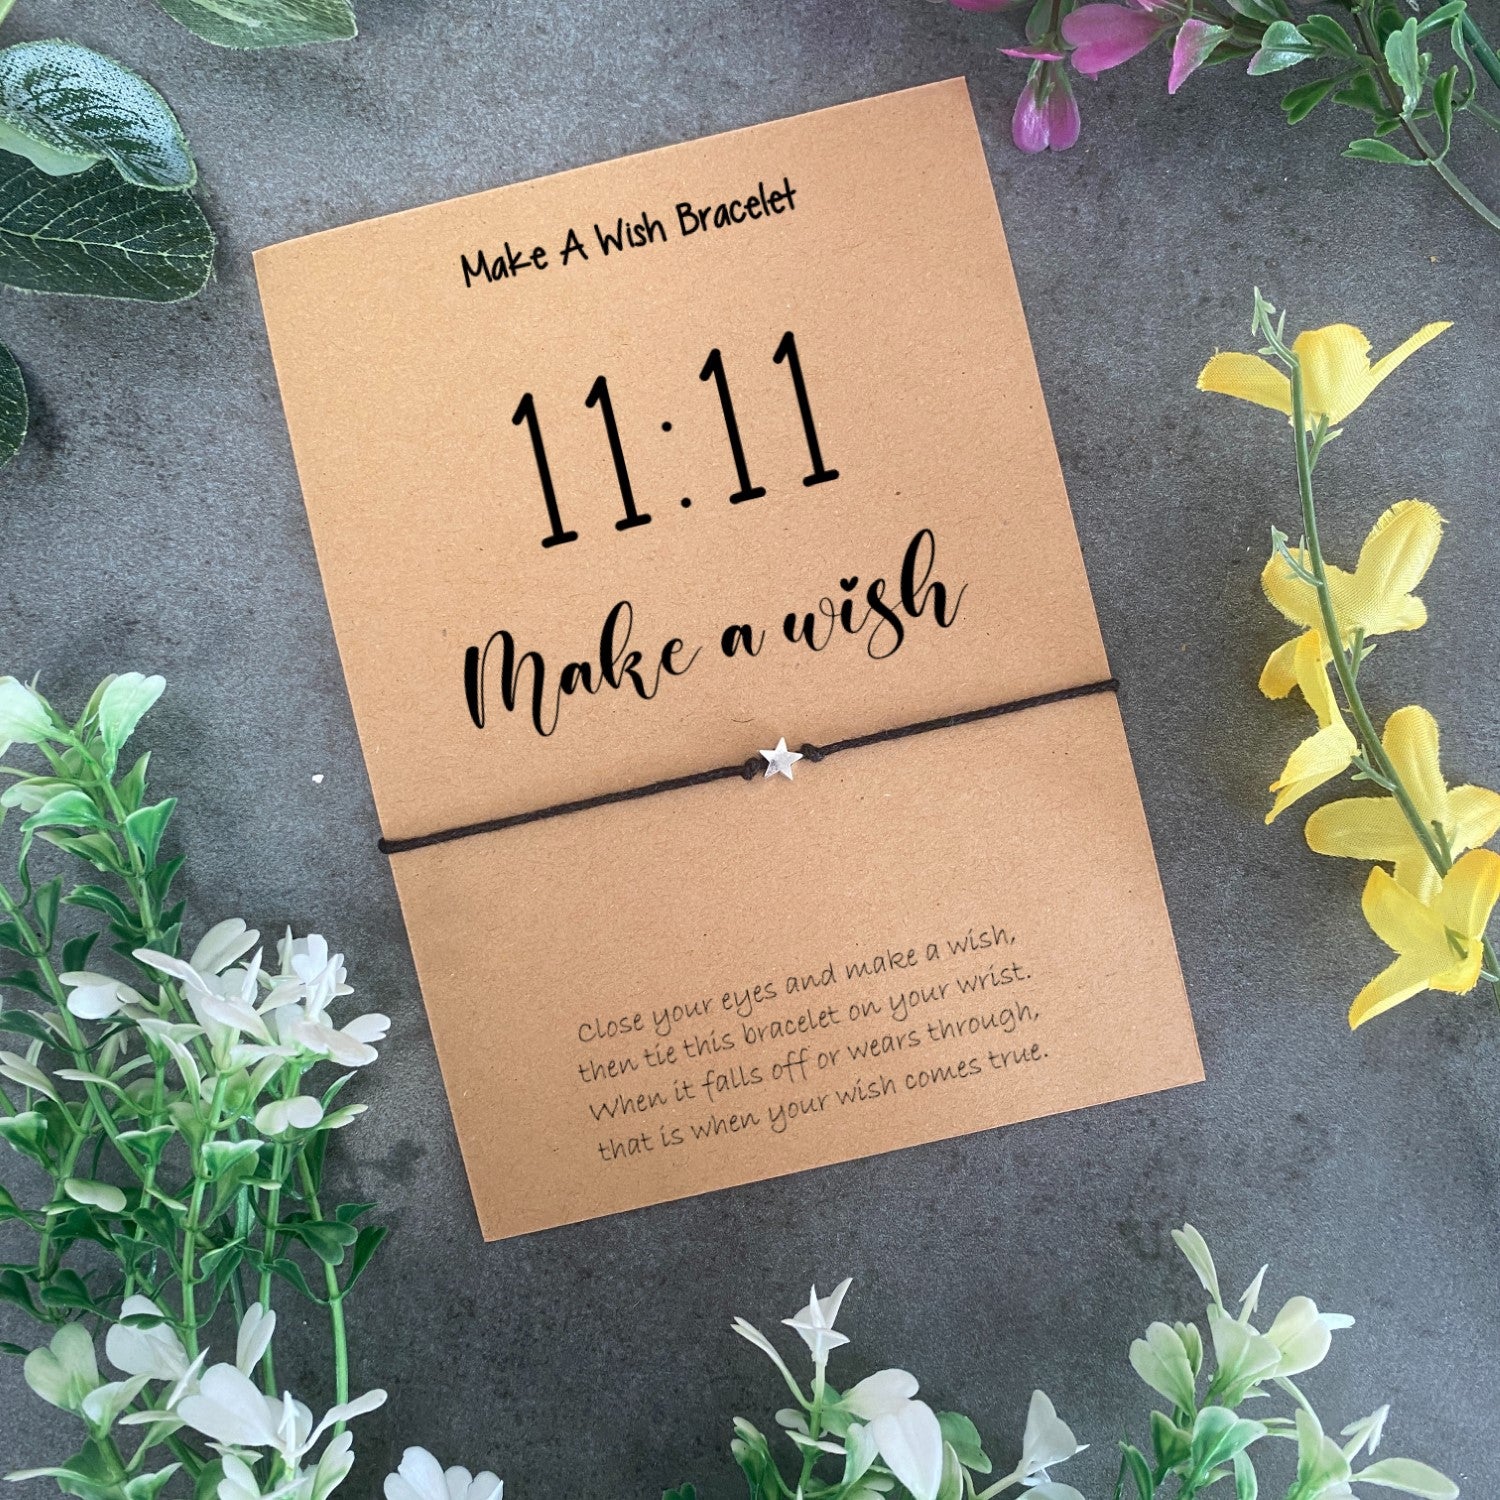 Make A Wish Bracelet
11:11
Make a wish
Close your eyes and make a wish,
then tie this bracelet on your wrist.
When it falls off or wears through,
that is when your wish comes true.